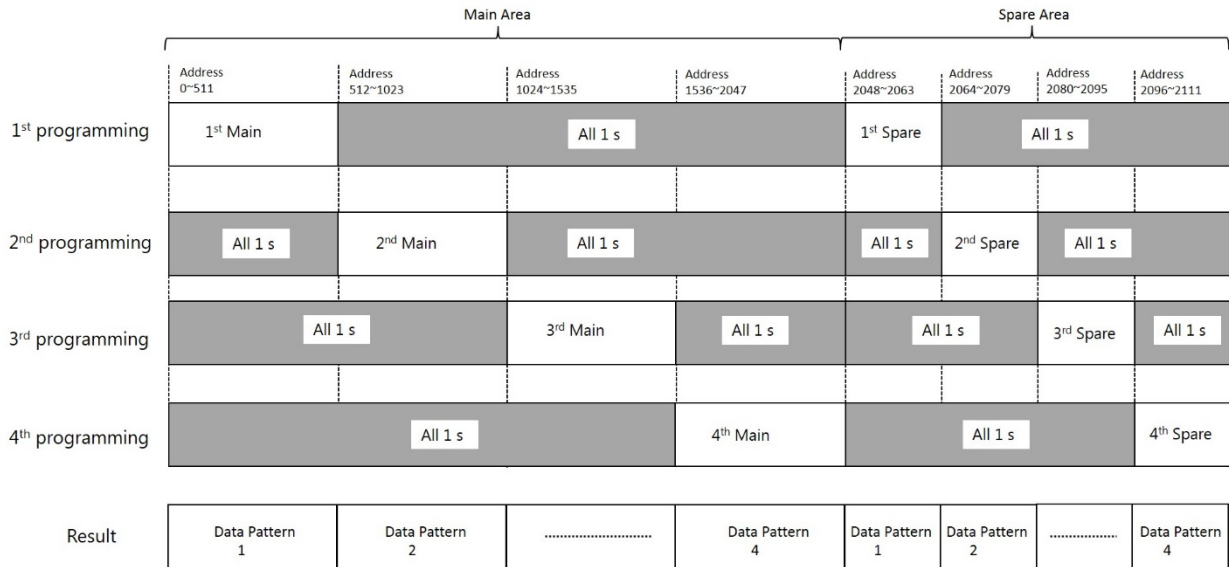 Main Area
Spare Area
Address
0~511
Address
512~1023
Address
1024~1535
Address
1536~2047
Address
2048~2063
Address
2064~2079
Address
2080~2095
Address
2096~2111
1st programming
1st Main
All 1 s
1st Spare
All 1 s
2nd programming
All 1 s
2nd Main
All 1 s
All 1 s
2nd Spare
All 1 s
3rd programming
All 1 s
3rd Main
All 1 s
All 1 s
3rd Spare
All 1 s
4th programming
All 1 s
4th Main
All 1 s
4th Spare
Result
Data Pattern
1
Data Pattern
2
............................
Data Pattern
4
Data Pattern
1
Data Pattern
2
................
Data Pattern
4